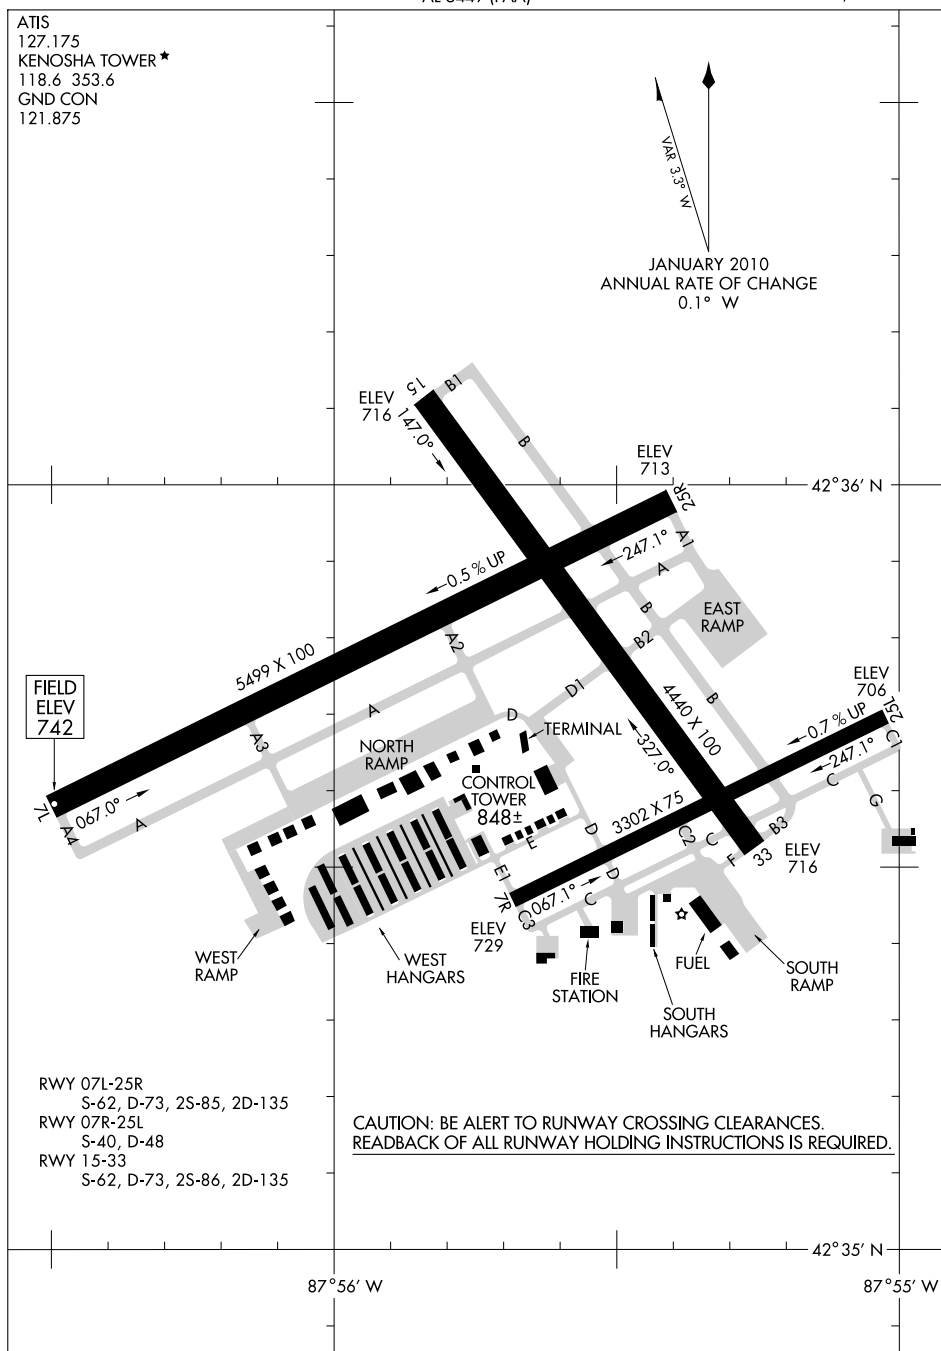 AL-5449 (FAA)
ATIS
127.175
KENOSHA TOWER ★
118.6 353.6
GND CON
121.875
VAR 3.3° W
JANUARY 2010
ANNUAL RATE OF CHANGE
0.1° W
15
B1
ELEV
716
147.0°
B
ELEV
713
25R
42°36' N
A1
247.1°
0.5% UP
A
B
EAST
RAMP
A2
B2
5499 X 100
D1
ELEV
706
FIELD
ELEV
742
A
B
4440 X 100
25L
D
TERMINAL
0.7% UP
A3
NORTH
RAMP
327.0°
C1
247.1°
CONTROL
TOWER
848±
C
7L
067.0°
G
A4
A
3302 X 75
D
C2
C
B3
E
F
33
ELEV
716
E1
D
7R
067.1°
C
C3
ELEV
729
WEST
RAMP
WEST
HANGARS
FIRE
STATION
FUEL
SOUTH
RAMP
SOUTH
HANGARS
RWY 07L-25R
S-62, D-73, 2S-85, 2D-135
RWY 07R-25L
S-40, D-48
RWY 15-33
S-62, D-73, 2S-86, 2D-135
CAUTION: BE ALERT TO RUNWAY CROSSING CLEARANCES.
READBACK OF ALL RUNWAY HOLDING INSTRUCTIONS IS REQUIRED.
42°35' N
87°56' W
87°55' W